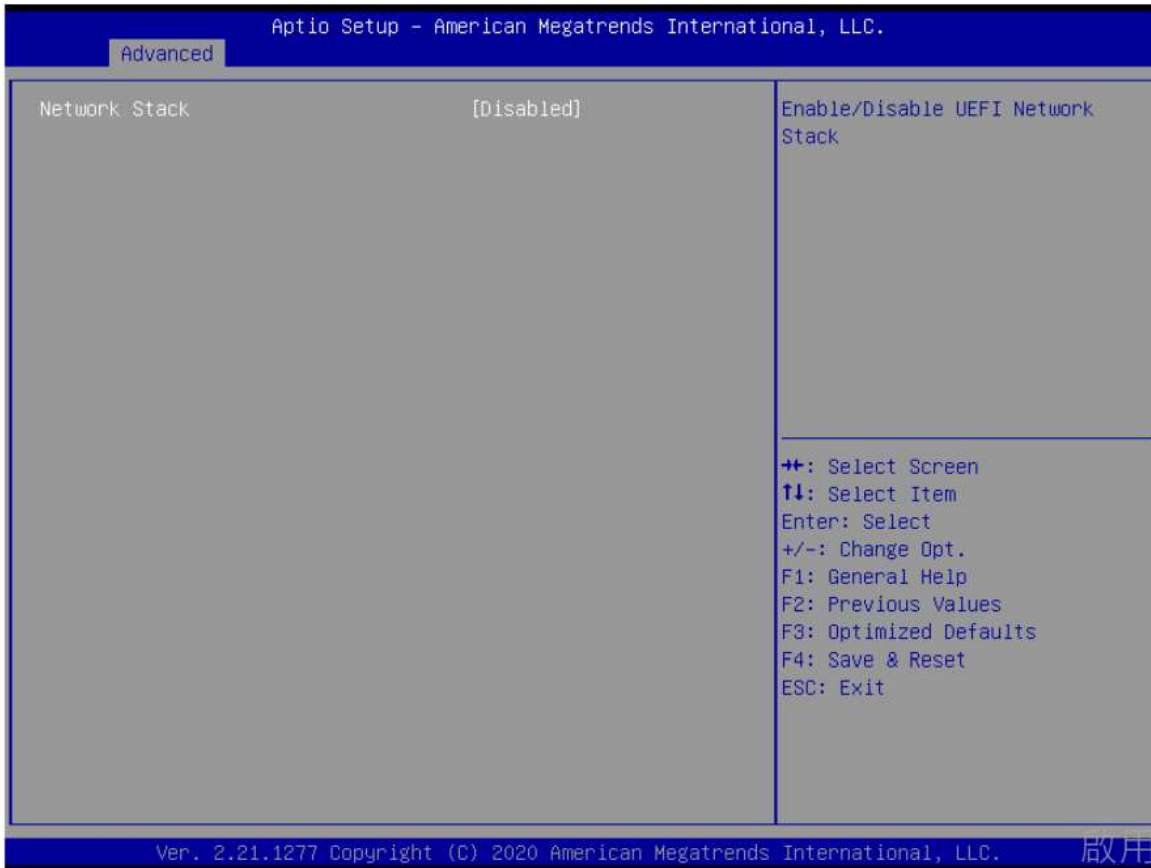 Aptio Setup – American Megatrends International, LLC.
Advanced
Network Stack [Disabled]
Enable/Disable UEFI Network
Stack
→←: Select Screen
↑↓: Select Item
Enter: Select
+/-: Change Opt.
F1: General Help
F2: Previous Values
F3: Optimized Defaults
F4: Save & Reset
ESC: Exit
Ver. 2.21.1277 Copyright (C) 2020 American Megatrends International, LLC.
啟用